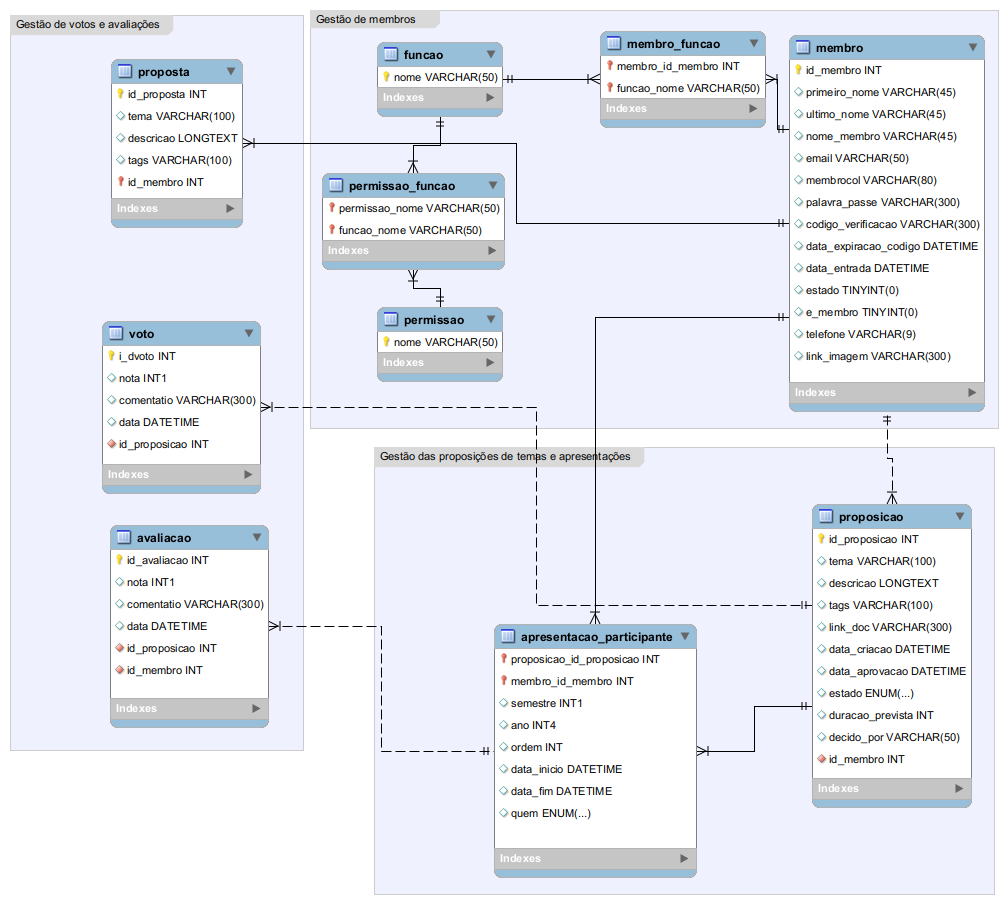 Gestão de votos e avaliações
proposta
id_proposta INT
tema VARCHAR(100)
descricao LONGTEXT
tags VARCHAR(100)
id_membro INT
Indexes
voto
i_dvoto INT
nota INT1
comentatio VARCHAR(300)
data DATETIME
id_proposicao INT
Indexes
avaliacao
id_avaliacao INT
nota INT1
comentatio VARCHAR(300)
data DATETIME
id_proposicao INT
id_membro INT
Indexes
Gestão de membros
funcao
nome VARCHAR(50)
Indexes
membro_funcao
membro_id_membro INT
funcao_nome VARCHAR(50)
Indexes
permissao_funcao
permissao_nome VARCHAR(50)
funcao_nome VARCHAR(50)
Indexes
permissao
nome VARCHAR(50)
Indexes
membro
id_membro INT
primeiro_nome VARCHAR(45)
ultimo_nome VARCHAR(45)
nome_membro VARCHAR(45)
email VARCHAR(50)
membrocol VARCHAR(80)
palavra_passe VARCHAR(300)
codigo_verificacao VARCHAR(300)
data_expiracao_codigo DATETIME
data_entrada DATETIME
estado TINYINT(0)
e_membro TINYINT(0)
telefone VARCHAR(9)
link_imagem VARCHAR(300)
Indexes
Gestão das proposições de temas e apresentações
apresentacao_participante
proposicao_id_proposicao INT
membro_id_membro INT
semestre INT1
ano INT4
ordem INT
data_inicio DATETIME
data_fim DATETIME
quem ENUM(...)
Indexes
proposicao
id_proposicao INT
tema VARCHAR(100)
descricao LONGTEXT
tags VARCHAR(100)
link_doc VARCHAR(300)
data_criacao DATETIME
data_aprovacao DATETIME
estado ENUM(...)
duracao_prevista INT
decido_por VARCHAR(50)
id_membro INT
Indexes